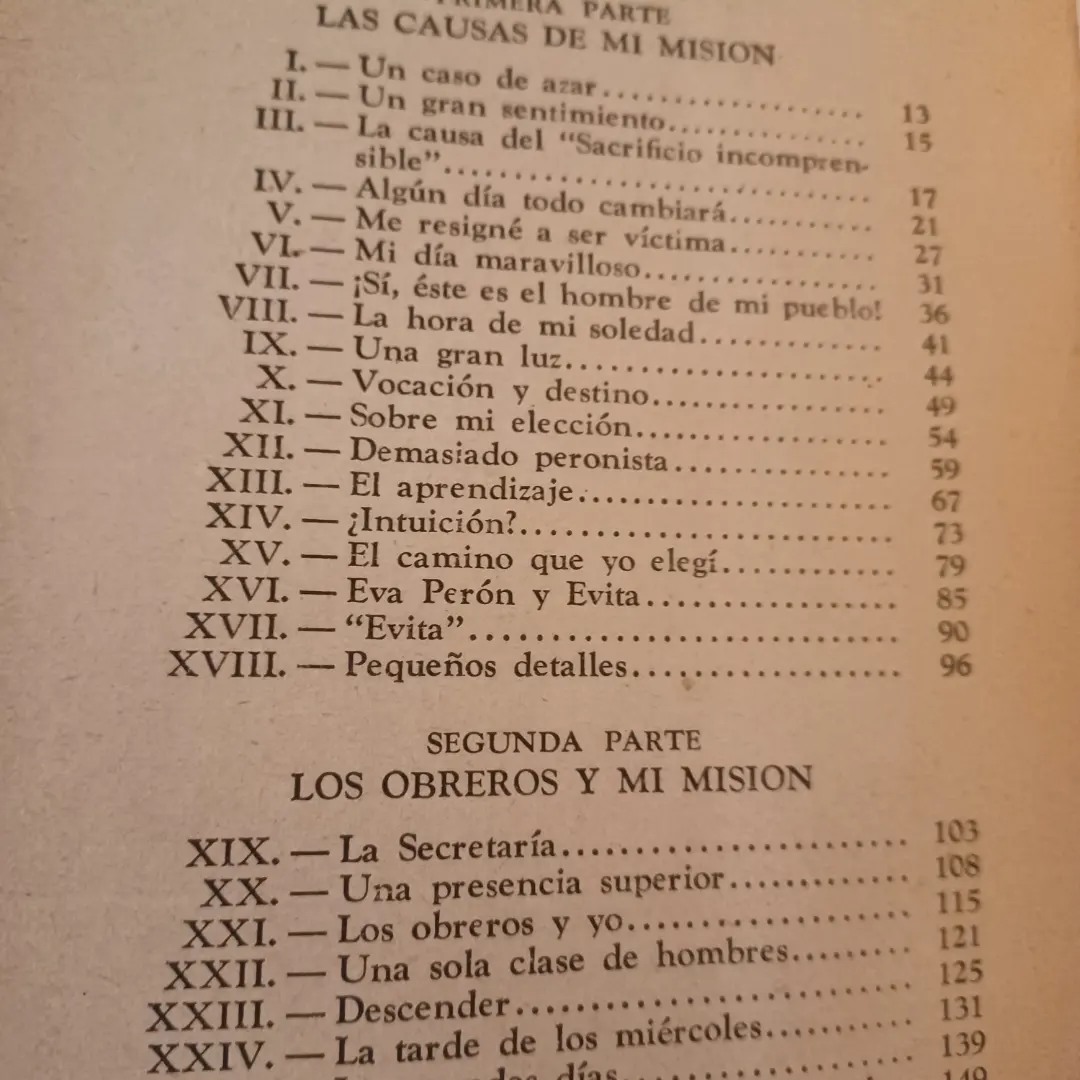 PRIMERA PARTE
LAS CAUSAS DE MI MISION
I. — Un caso de azar.................... 13
II. — Un gran sentimiento.............. 15
III. — La causa del “Sacrificio incompren-
sible”.............................. 17
IV. — Algún día todo cambiará........... 21
V. — Me resigné a ser víctima........... 27
VI. — Mi día maravilloso................ 31
VII. — ¡Sí, éste es el hombre de mi pueblo! 36
VIII. — La hora de mi soledad.............. 41
IX. — Una gran luz....................... 44
X. — Vocación y destino................. 49
XI. — Sobre mi elección.................. 54
XII. — Demasiado peronista................ 59
XIII. — El aprendizaje..................... 67
XIV. — ¿Intuición?........................ 73
XV. — El camino que yo elegí............. 79
XVI. — Eva Perón y Evita.................. 85
XVII. — “Evita”............................ 90
XVIII. — Pequeños detalles.................. 96
SEGUNDA PARTE
LOS OBREROS Y MI MISION
XIX. — La Secretaría........................ 103
XX. — Una presencia superior............. 108
XXI. — Los obreros y yo................... 115
XXII. — Una sola clase de hombres......... 121
XXIII. — Descender.......................... 125
XXIV. — La tarde de los miércoles........... 131
días.................... 139